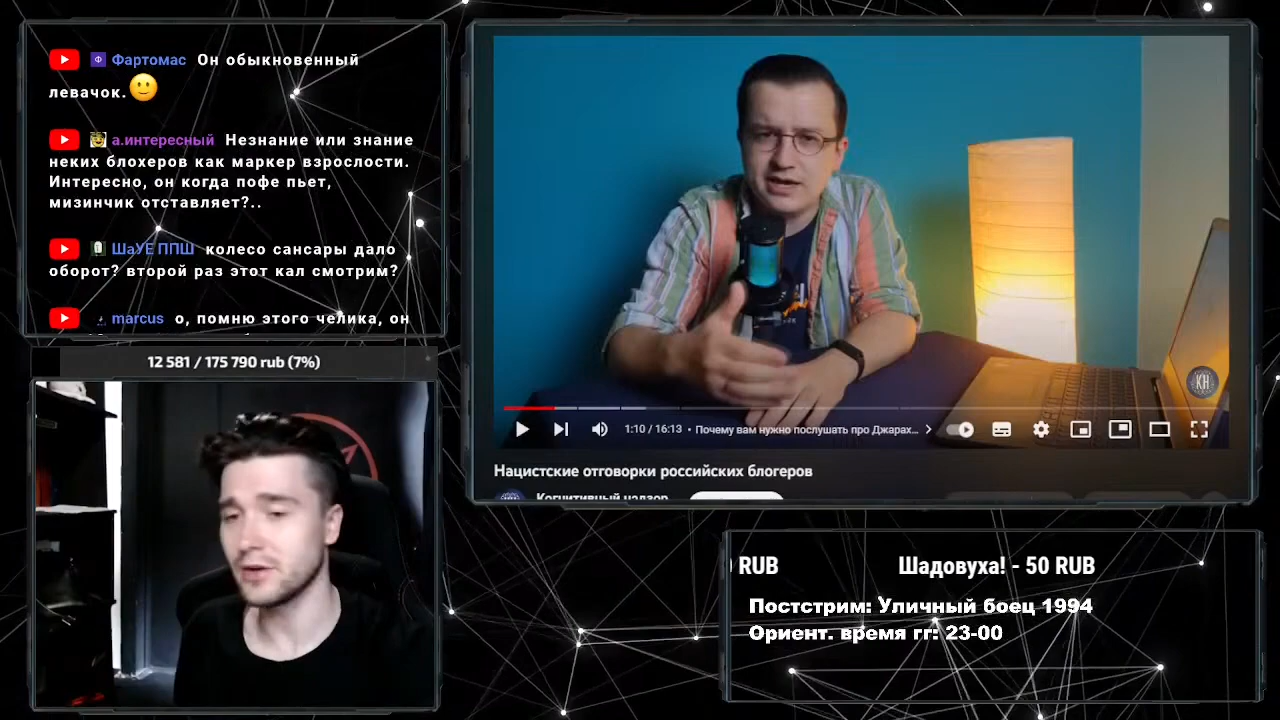 Фартомас Он обыкновенный
левачок.
а.интересный Незнание или знание
неких блохеров как маркер взрослости.
Интересно, он когда пофе пьет,
мизинчик отставляет?..
ШаУЕ ППШ колесо сансары дало
оборот? второй раз этот кал смотрим?
marcus о, помню этого челика, он
12 581 / 175 790 rub (7%)
КН
1:10 / 16:13 • Почему вам нужно послушать про Джарах...
Нацистские отговорки российских блогеров
Когнитивный надзор
RUB Шадовуха! - 50 RUB
Постстрим: Уличный боец 1994
Ориент. время гг: 23-00